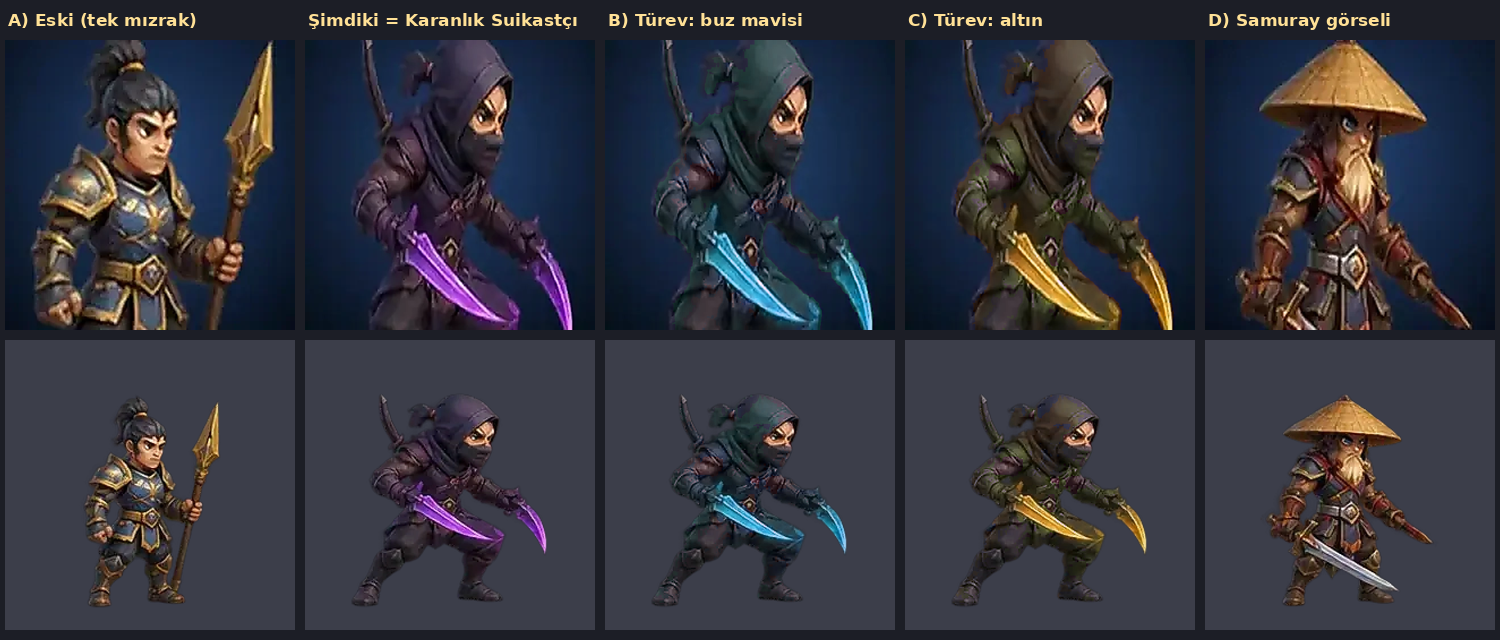 A) Eski (tek mızrak)
Şimdiki = Karanlık Suikastçı
B) Türev: buz mavisi
C) Türev: altın
D) Samuray görseli